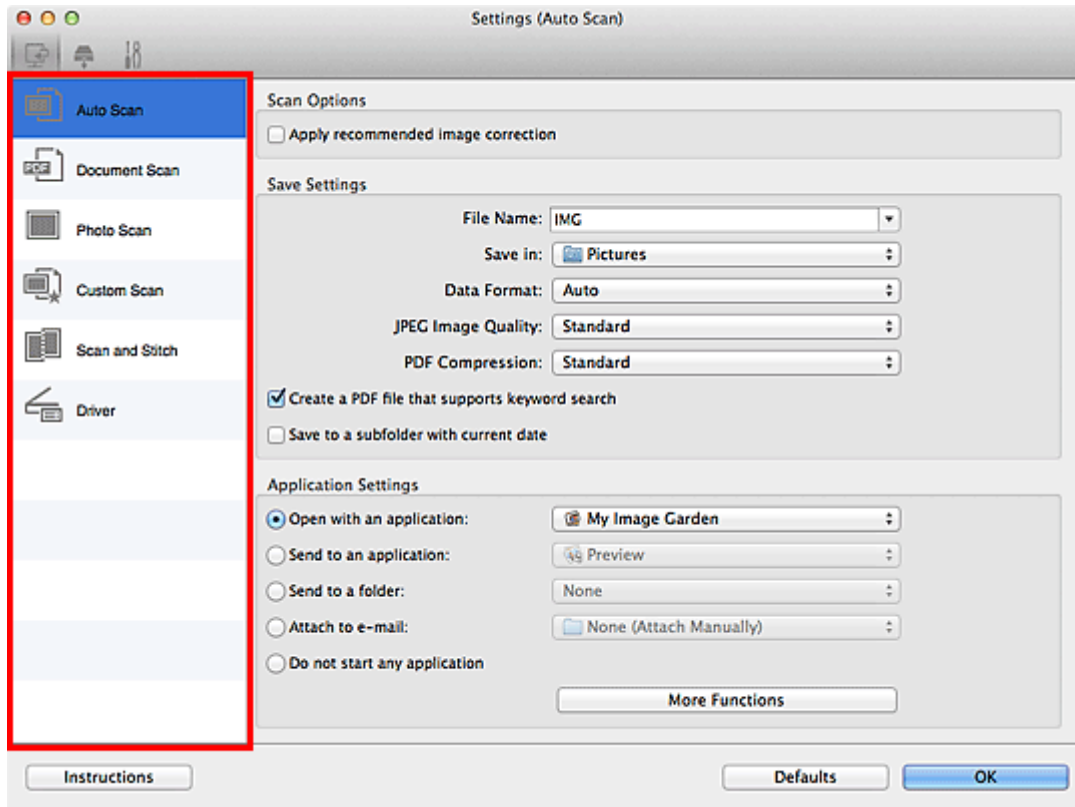 Settings (Auto Scan)
Auto Scan
Document Scan
Photo Scan
Custom Scan
Scan and Stitch
Driver
Scan Options
Apply recommended image correction
Save Settings
File Name: IMG
Save in: Pictures
Data Format: Auto
JPEG Image Quality: Standard
PDF Compression: Standard
Create a PDF file that supports keyword search
Save to a subfolder with current date
Application Settings
Open with an application: My Image Garden
Send to an application: Preview
Send to a folder: None
Attach to e-mail: None (Attach Manually)
Do not start any application
More Functions
Instructions Defaults OK